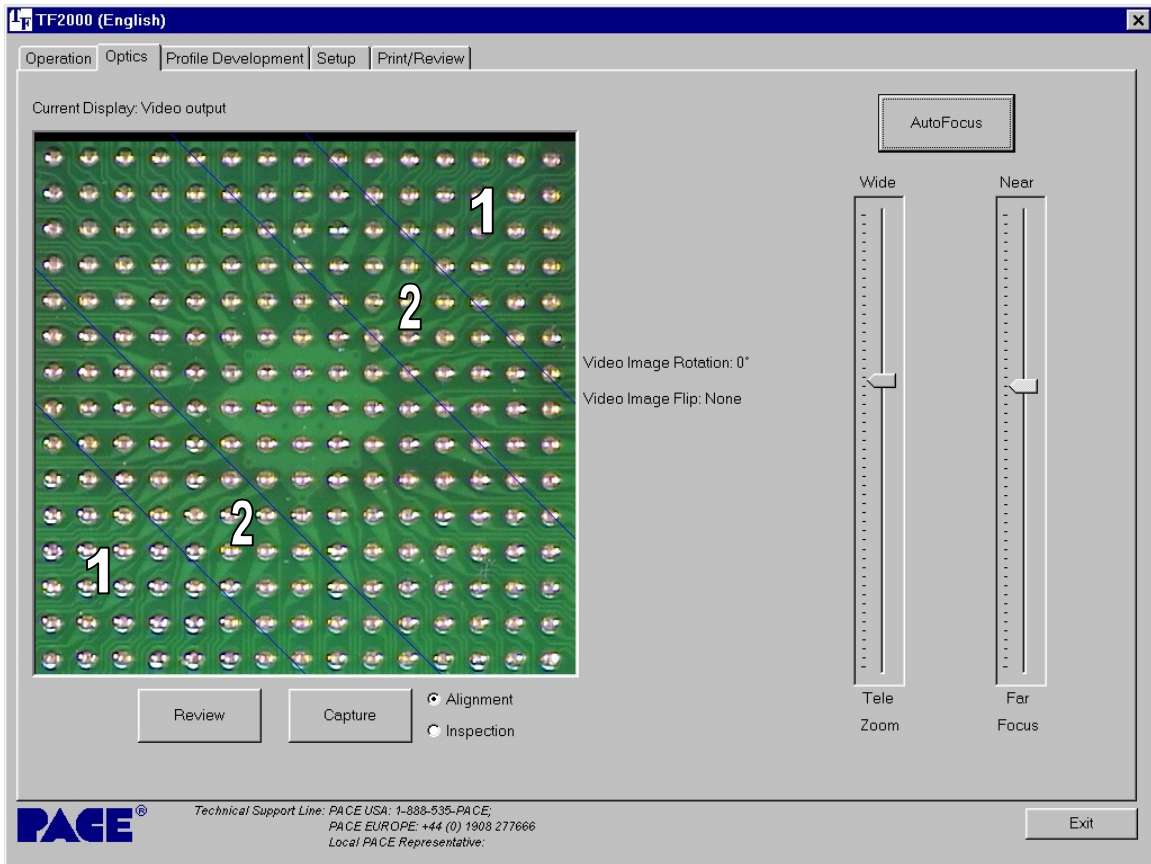 TF2000 (English)
Operation Optics Profile Development Setup Print/Review
Current Display: Video output
AutoFocus
Wide Near
1
2
Video Image Rotation: 0°
Video Image Flip: None
2
1
Tele Far
Zoom Focus
Review Capture
Alignment
Inspection
PACE®
Technical Support Line: PACE USA: 1-888-535-PACE;
PACE EUROPE: +44 (0) 1908 277666
Local PACE Representative:
Exit